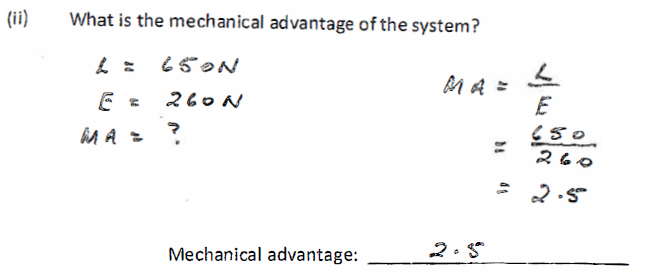 (ii) What is the mechanical advantage of the system?
L = 650N
E = 260N
MA = ?
MA = L/E
= 650/260
= 2.5
Mechanical advantage: 2.5